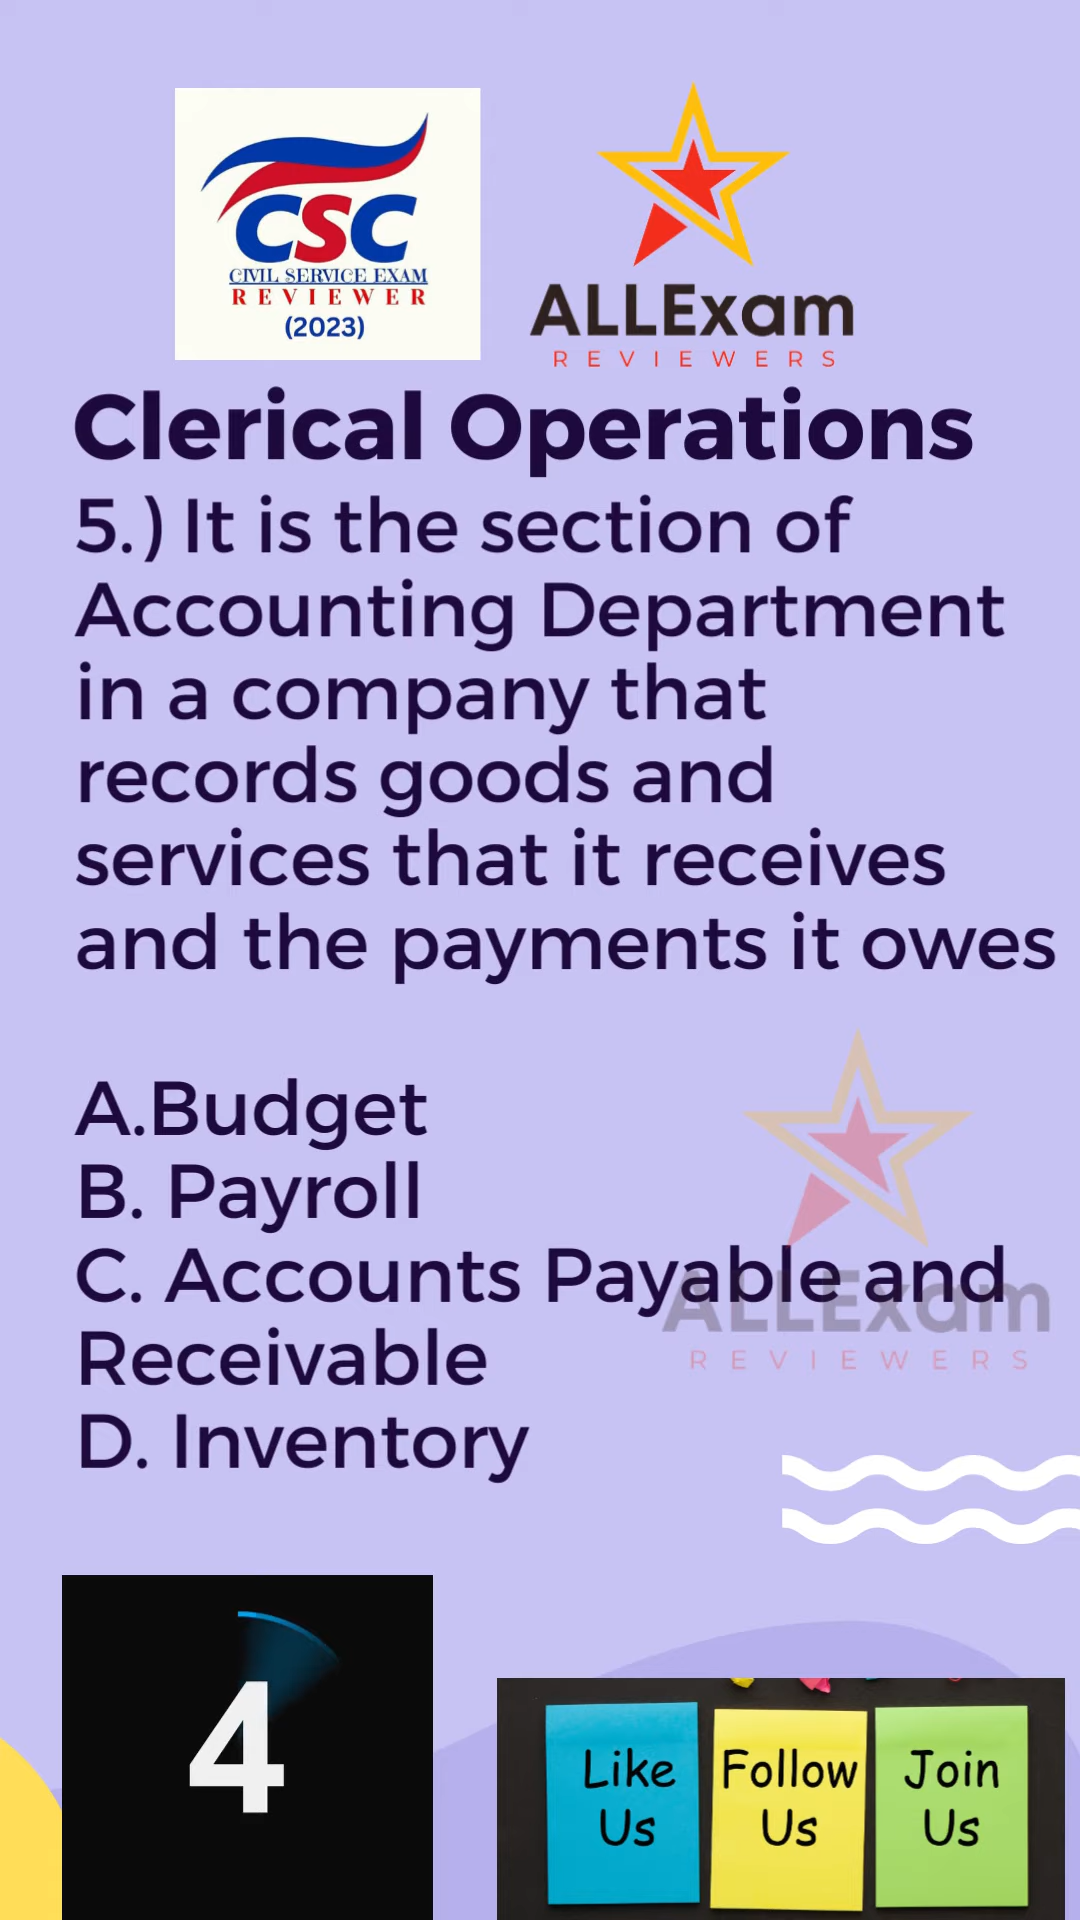 CSC
CIVIL SERVICE EXAM
REVIEWER
(2023)
ALLExam
REVIEWERS
Clerical Operations
5.) It is the section of
Accounting Department
in a company that
records goods and
services that it receives
and the payments it owes
A.Budget
B. Payroll
C. Accounts Payable and
Receivable
D. Inventory
ALLExam
REVIEWERS
4
Like
Us
Follow
Us
Join
Us